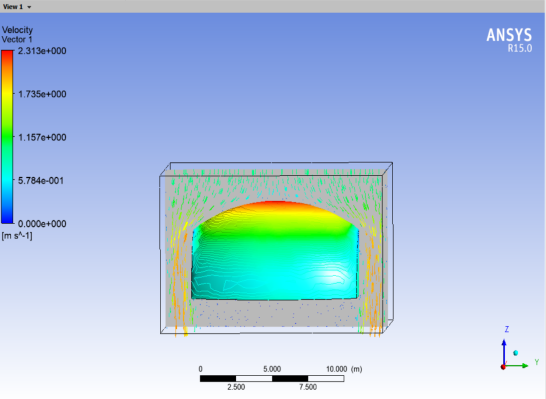 View 1
Velocity
Vector 1
2.313e+000
1.735e+000
1.157e+000
5.784e-001
0.000e+000
[m s^-1]
ANSYS
R15.0
0 5.000 10.000 (m)
2.500 7.500
Z
Y